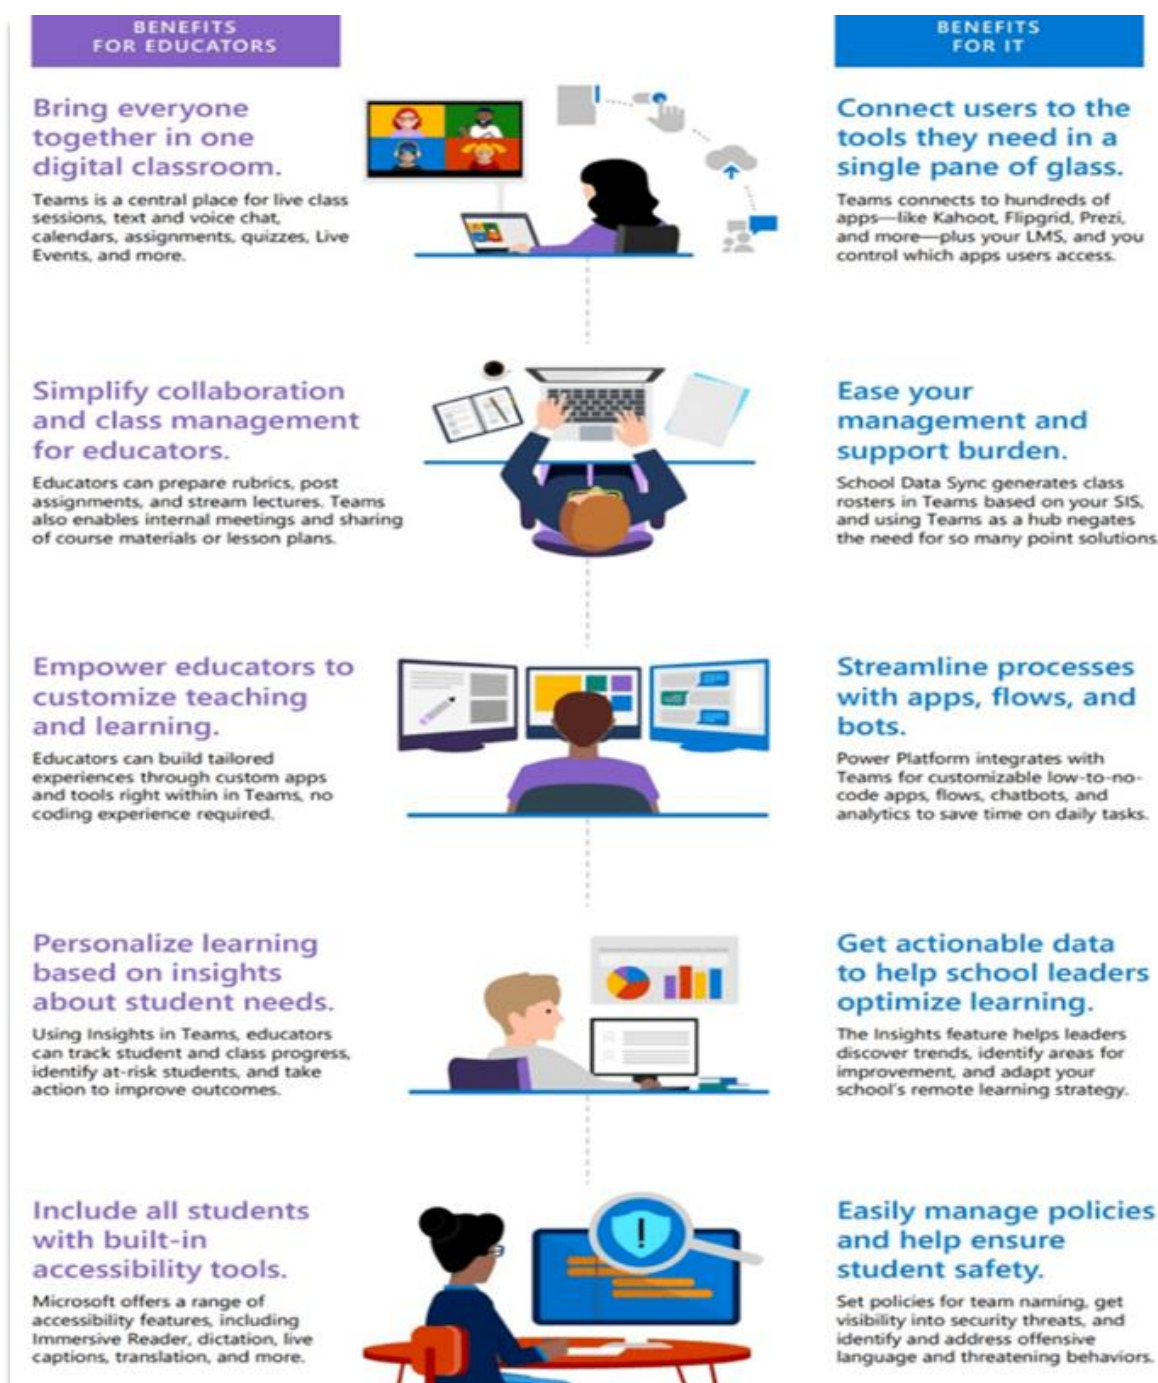 BENEFITS
FOR EDUCATORS
Bring everyone
together in one
digital classroom.
Teams is a central place for live class
sessions, text and voice chat,
calendars, assignments, quizzes, Live
Events, and more.
Simplify collaboration
and class management
for educators.
Educators can prepare rubrics, post
assignments, and stream lectures. Teams
also enables internal meetings and sharing
of course materials or lesson plans.
Empower educators to
customize teaching
and learning.
Educators can build tailored
experiences through custom apps
and tools right within in Teams, no
coding experience required.
Personalize learning
based on insights
about student needs.
Using Insights in Teams, educators
can track student and class progress,
identify at-risk students, and take
action to improve outcomes.
Include all students
with built-in
accessibility tools.
Microsoft offers a range of
accessibility features, including
Immersive Reader, dictation, live
captions, translation, and more.
BENEFITS
FOR IT
Connect users to the
tools they need in a
single pane of glass.
Teams connects to hundreds of
apps—like Kahoot, Flipgrid, Prezi,
and more—plus your LMS, and you
control which apps users access.
Ease your
management and
support burden.
School Data Sync generates class
rosters in Teams based on your SIS,
and using Teams as a hub negates
the need for so many point solutions
Streamline processes
with apps, flows, and
bots.
Power Platform integrates with
Teams for customizable low-to-no-
code apps, flows, chatbots, and
analytics to save time on daily tasks.
Get actionable data
to help school leaders
optimize learning.
The Insights feature helps leaders
discover trends, identify areas for
improvement, and adapt your
school's remote learning strategy.
Easily manage policies
and help ensure
student safety.
Set policies for team naming, get
visibility into security threats, and
identify and address offensive
language and threatening behaviors.